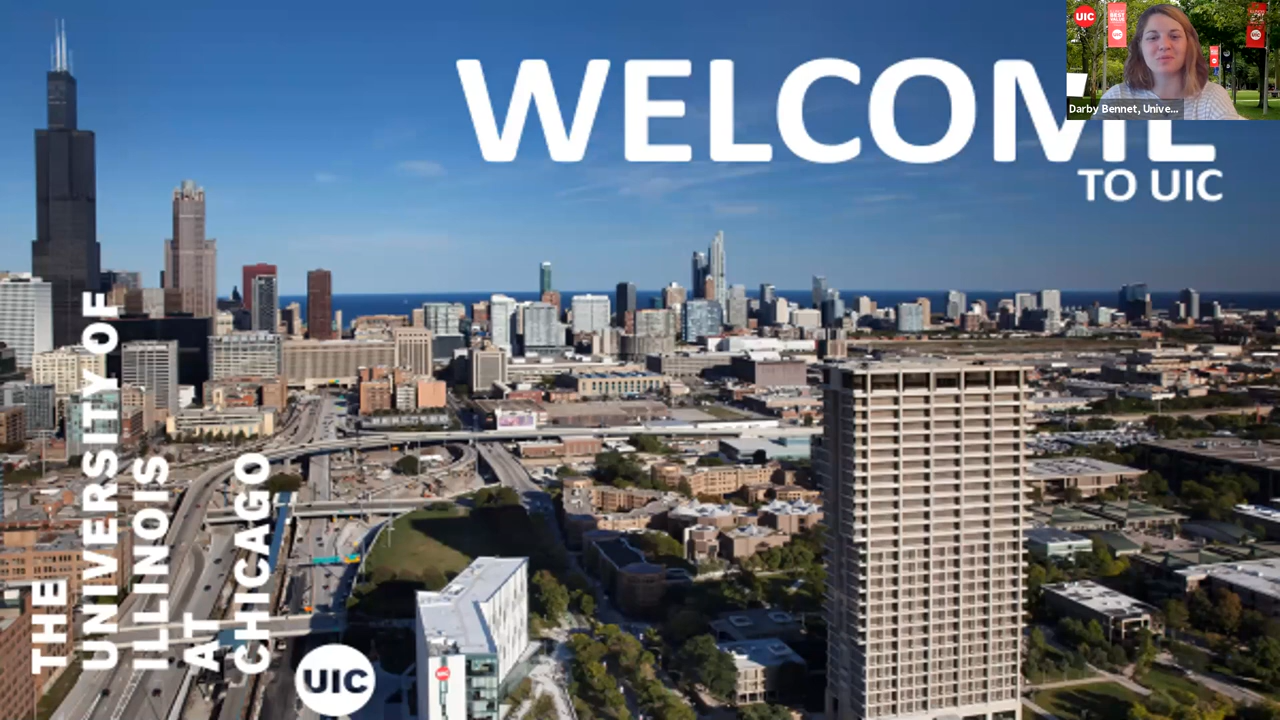 WELCOME
TO UIC
UIC
Darby Bennet, Unive...
THE
UNIVERSITY OF
ILLINOIS
AT
CHICAGO
UIC